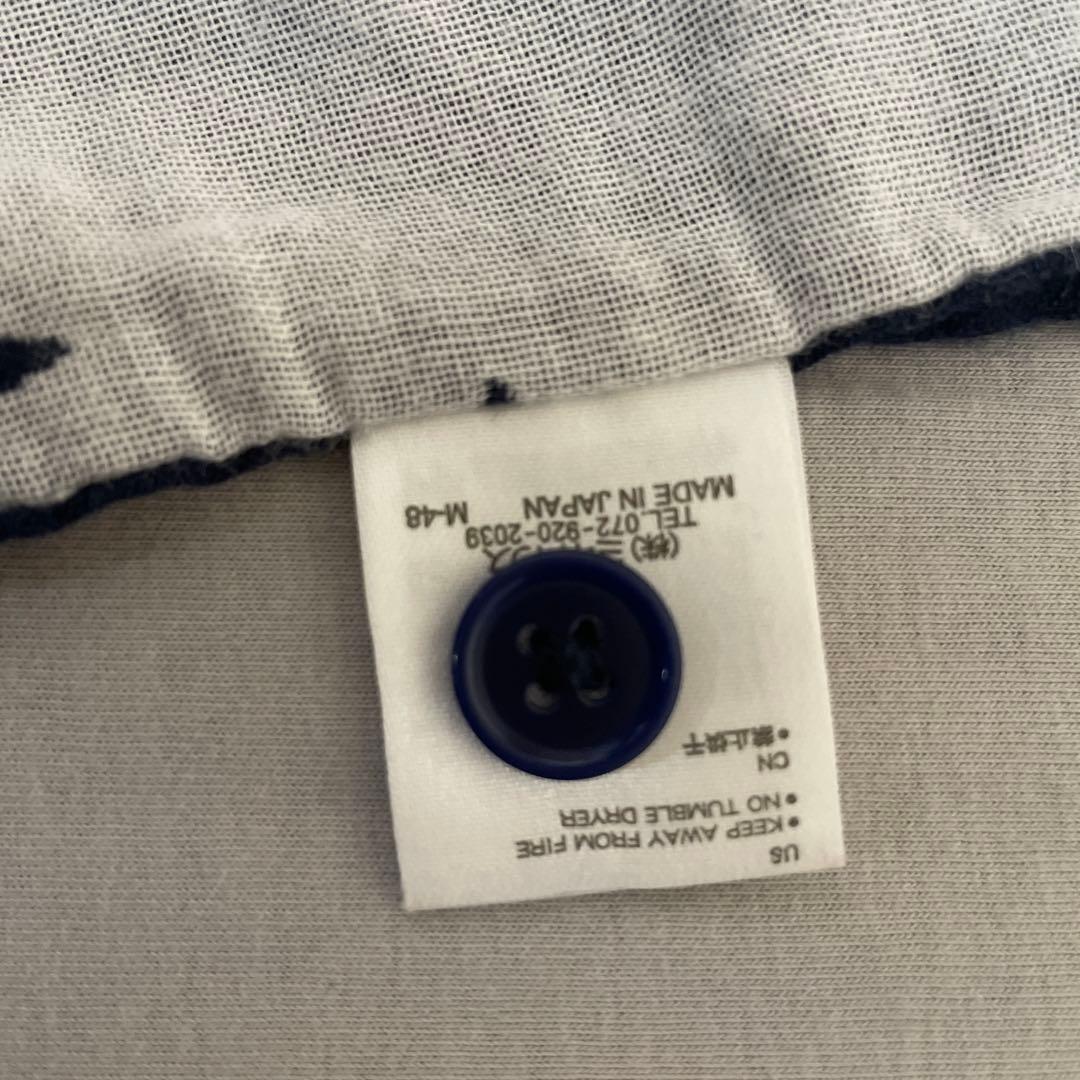 US
• KEEP AWAY FROM FIRE
• NO TUMBLE DRYER
CN
• 禁止烘干
(株)
TEL.072-920-2039
MADE IN JAPAN M-48